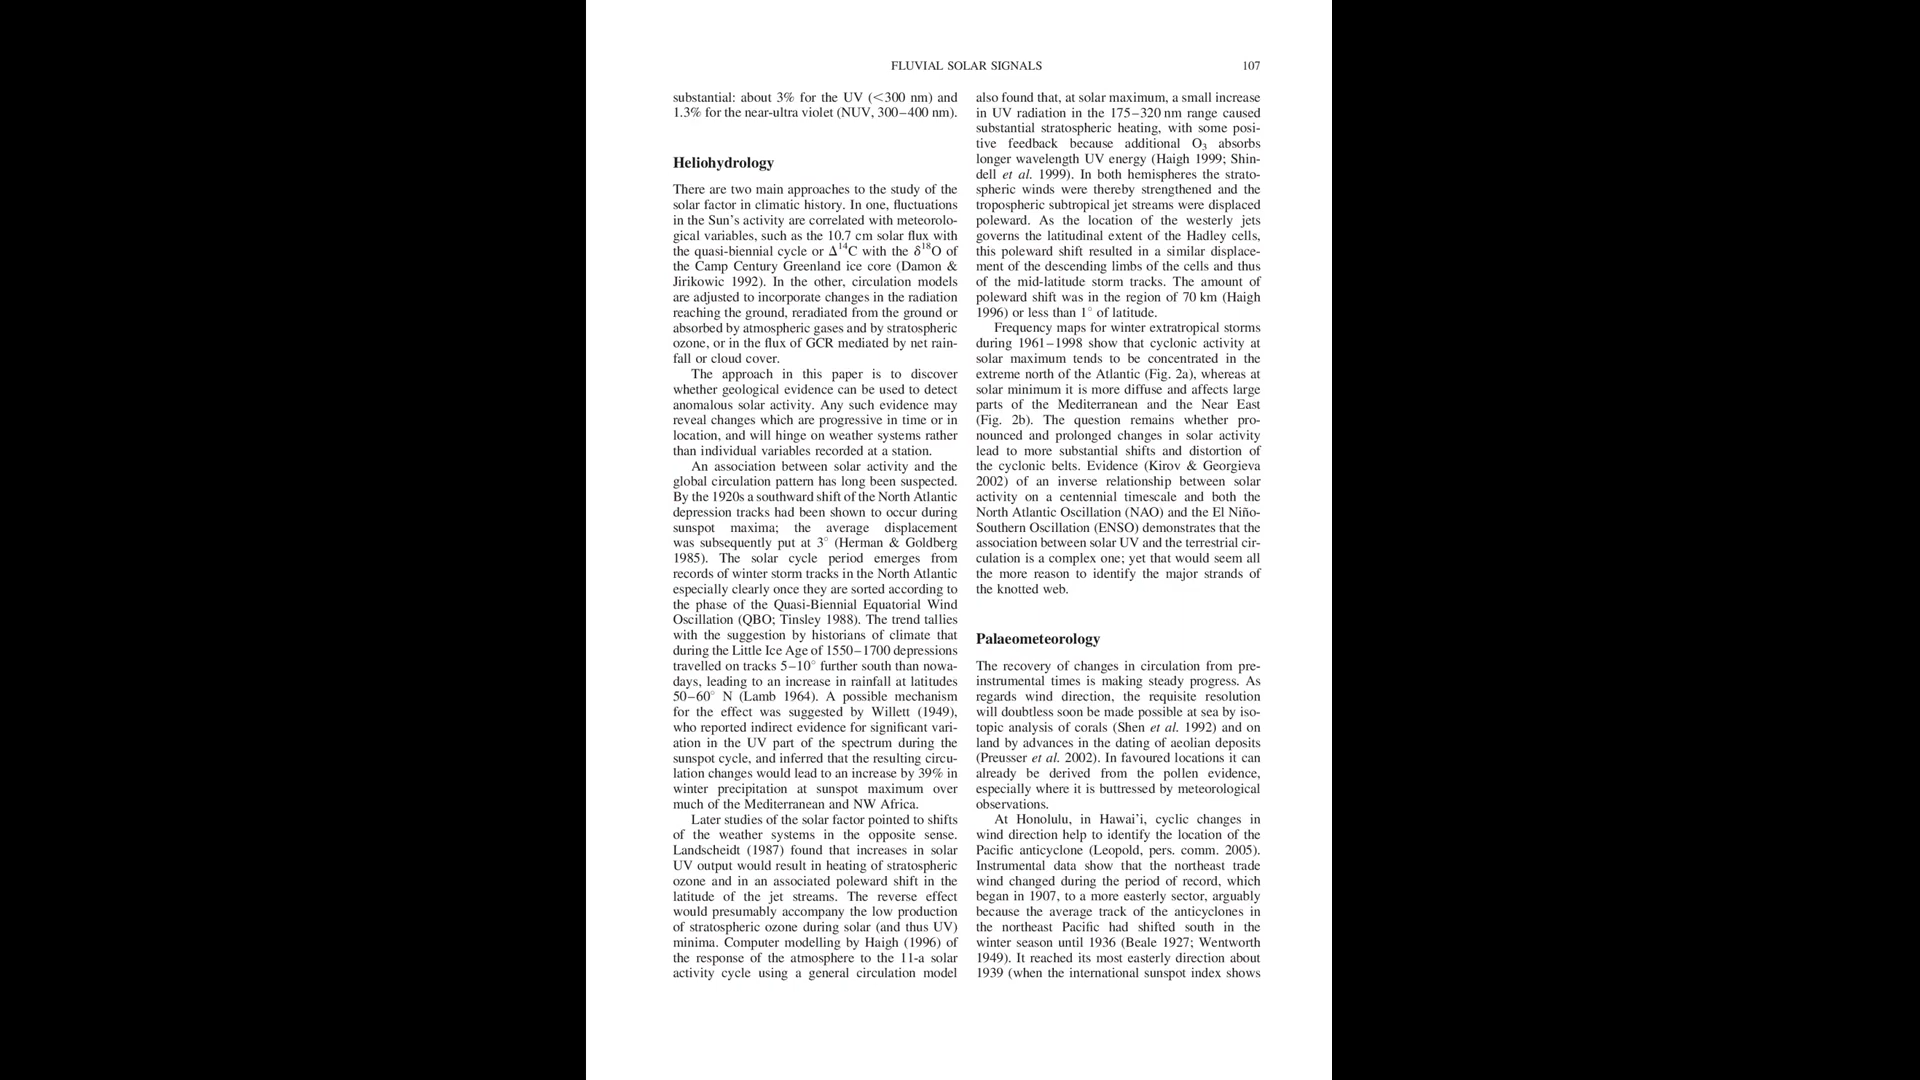 FLUVIAL SOLAR SIGNALS
107
substantial: about 3% for the UV (<300 nm) and
1.3% for the near-ultra violet (NUV, 300–400 nm).
Heliohydrology
There are two main approaches to the study of the
solar factor in climatic history. In one, fluctuations
in the Sun's activity are correlated with meteorolo-
gical variables, such as the 10.7 cm solar flux with
the quasi-biennial cycle or Δ¹⁴C with the δ¹⁸O of
the Camp Century Greenland ice core (Damon &
Jirikowic 1992). In the other, circulation models
are adjusted to incorporate changes in the radiation
reaching the ground, reradiated from the ground or
absorbed by atmospheric gases and by stratospheric
ozone, or in the flux of GCR mediated by net rain-
fall or cloud cover.
The approach in this paper is to discover
whether geological evidence can be used to detect
anomalous solar activity. Any such evidence may
reveal changes which are progressive in time or in
location, and will hinge on weather systems rather
than individual variables recorded at a station.
An association between solar activity and the
global circulation pattern has long been suspected.
By the 1920s a southward shift of the North Atlantic
depression tracks had been shown to occur during
sunspot maxima; the average displacement
was subsequently put at 3° (Herman & Goldberg
1985). The solar cycle period emerges from
records of winter storm tracks in the North Atlantic
especially clearly once they are sorted according to
the phase of the Quasi-Biennial Equatorial Wind
Oscillation (QBO; Tinsley 1988). The trend tallies
with the suggestion by historians of climate that
during the Little Ice Age of 1550–1700 depressions
travelled on tracks 5–10° further south than nowa-
days, leading to an increase in rainfall at latitudes
50–60° N (Lamb 1964). A possible mechanism
for the effect was suggested by Willett (1949),
who reported indirect evidence for significant vari-
ation in the UV part of the spectrum during the
sunspot cycle, and inferred that the resulting circu-
lation changes would lead to an increase by 39% in
winter precipitation at sunspot maximum over
much of the Mediterranean and NW Africa.
Later studies of the solar factor pointed to shifts
of the weather systems in the opposite sense.
Landscheidt (1987) found that increases in solar
UV output would result in heating of stratospheric
ozone and in an associated poleward shift in the
latitude of the jet streams. The reverse effect
would presumably accompany the low production
of stratospheric ozone during solar (and thus UV)
minima. Computer modelling by Haigh (1996) of
the response of the atmosphere to the 11-a solar
activity cycle using a general circulation model
also found that, at solar maximum, a small increase
in UV radiation in the 175–320 nm range caused
substantial stratospheric heating, with some posi-
tive feedback because additional O₃ absorbs
longer wavelength UV energy (Haigh 1999; Shin-
dell et al. 1999). In both hemispheres the strato-
spheric winds were thereby strengthened and the
tropospheric subtropical jet streams were displaced
poleward. As the location of the westerly jets
governs the latitudinal extent of the Hadley cells,
this poleward shift resulted in a similar displace-
ment of the descending limbs of the cells and thus
of the mid-latitude storm tracks. The amount of
poleward shift was in the region of 70 km (Haigh
1996) or less than 1° of latitude.
Frequency maps for winter extratropical storms
during 1961–1998 show that cyclonic activity at
solar maximum tends to be concentrated in the
extreme north of the Atlantic (Fig. 2a), whereas at
solar minimum it is more diffuse and affects large
parts of the Mediterranean and the Near East
(Fig. 2b). The question remains whether pro-
nounced and prolonged changes in solar activity
lead to more substantial shifts and distortion of
the cyclonic belts. Evidence (Kirov & Georgieva
2002) of an inverse relationship between solar
activity on a centennial timescale and both the
North Atlantic Oscillation (NAO) and the El Niño-
Southern Oscillation (ENSO) demonstrates that the
association between solar UV and the terrestrial cir-
culation is a complex one; yet that would seem all
the more reason to identify the major strands of
the knotted web.
Palaeometeorology
The recovery of changes in circulation from pre-
instrumental times is making steady progress. As
regards wind direction, the requisite resolution
will doubtless soon be made possible at sea by iso-
topic analysis of corals (Shen et al. 1992) and on
land by advances in the dating of aeolian deposits
(Preusser et al. 2002). In favoured locations it can
already be derived from the pollen evidence,
especially where it is buttressed by meteorological
observations.
At Honolulu, in Hawai'i, cyclic changes in
wind direction help to identify the location of the
Pacific anticyclone (Leopold, pers. comm. 2005).
Instrumental data show that the northeast trade
wind changed during the period of record, which
began in 1907, to a more easterly sector, arguably
because the average track of the anticyclones in
the northeast Pacific had shifted south in the
winter season until 1936 (Beale 1927; Wentworth
1949). It reached its most easterly direction about
1939 (when the international sunspot index shows